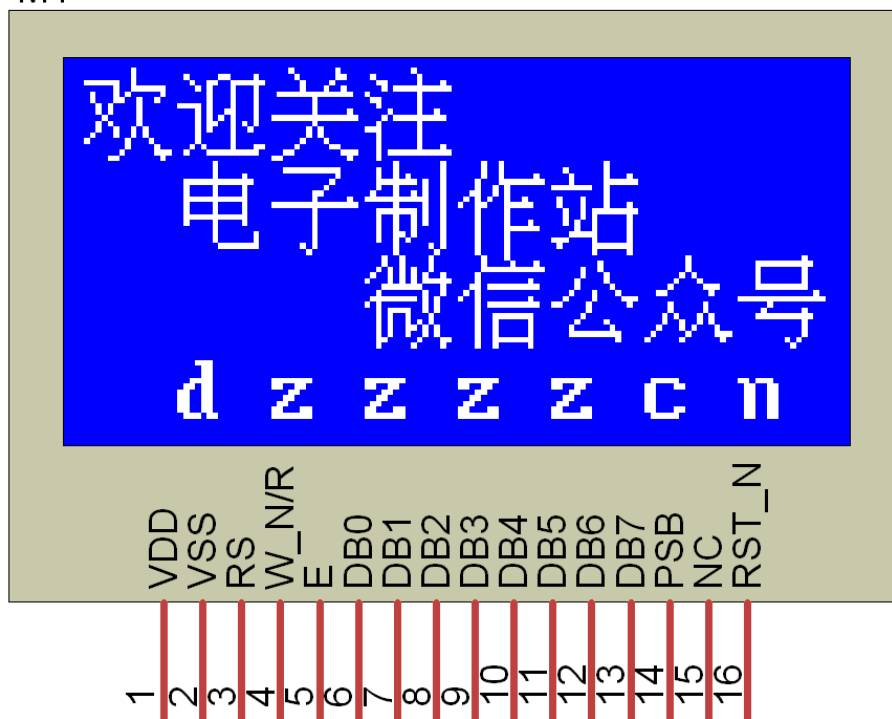 欢迎关注
电子制作站
微信公众号
d z z z z c n
VDD VSS RS W_N/R E DB0 DB1 DB2 DB3 DB4 DB5 DB6 DB7 PSB NC RST_N
1 2 3 4 5 6 7 8 9 10 11 12 13 14 15 16